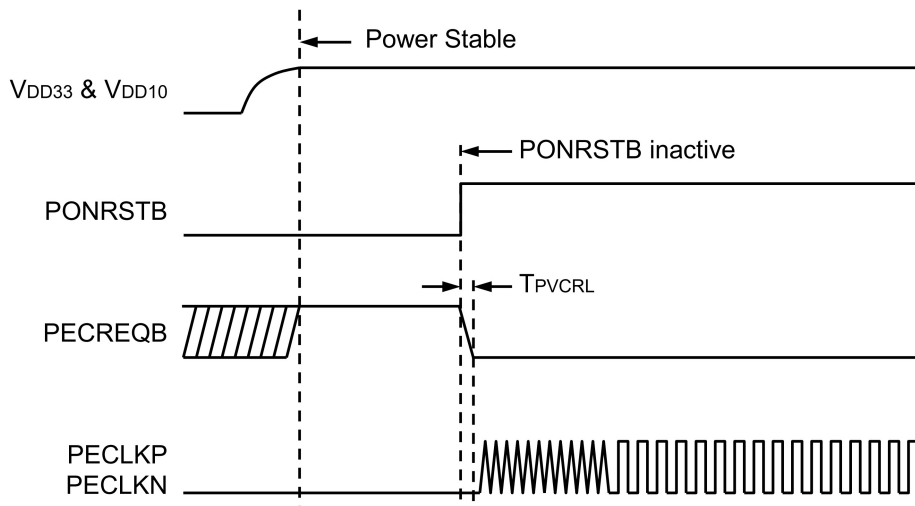 Power Stable
VDD33 & VDD10
PONRSTB inactive
PONRSTB
TPVCRL
PECREQB
PECLKP
PECLKN